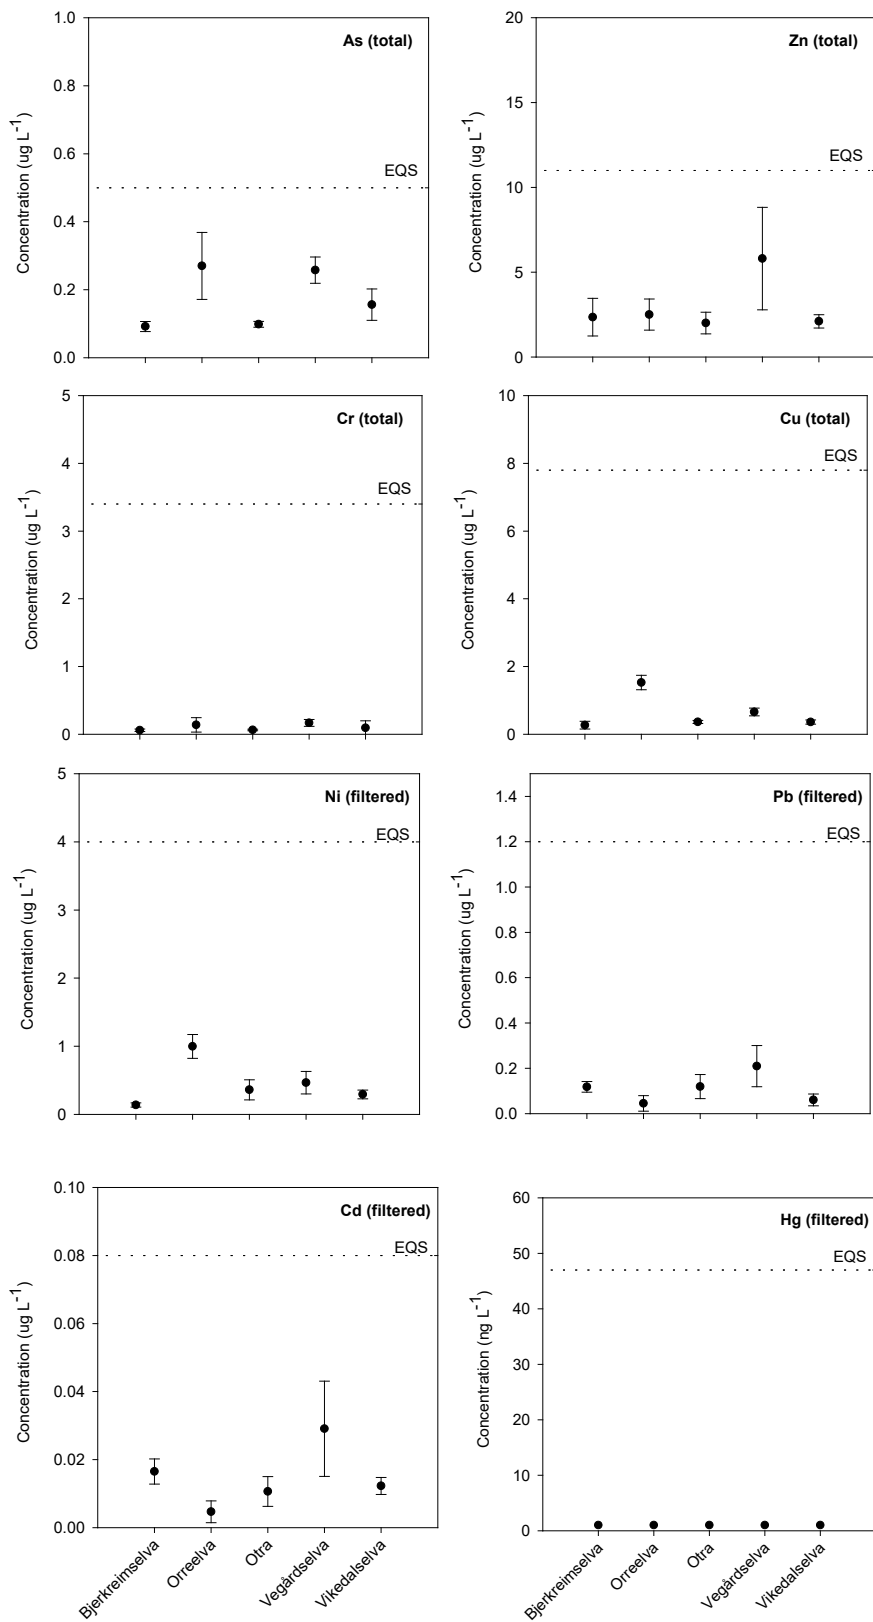 As (total)
1.0
0.8
0.6
0.4
0.2
0.0
Concentration (ug L-1)
EQS
Zn (total)
20
15
10
5
0
Concentration (ug L-1)
EQS
Cr (total)
5
4
3
2
1
0
Concentration (ug L-1)
EQS
Cu (total)
10
8
6
4
2
0
Concentration (ug L-1)
EQS
Ni (filtered)
5
4
3
2
1
0
Concentration (ug L-1)
EQS
Pb (filtered)
1.4
1.2
1.0
0.8
0.6
0.4
0.2
0.0
Concentration (ug L-1)
EQS
Cd (filtered)
0.10
0.08
0.06
0.04
0.02
0.00
Concentration (ug L-1)
EQS
Bjerkreimselva
Orreelva
Otra
Vegårdselva
Vikedalselva
Hg (filtered)
60
50
40
30
20
10
0
Concentration (ng L-1)
EQS
Bjerkreimselva
Orreelva
Otra
Vegårdselva
Vikedalselva